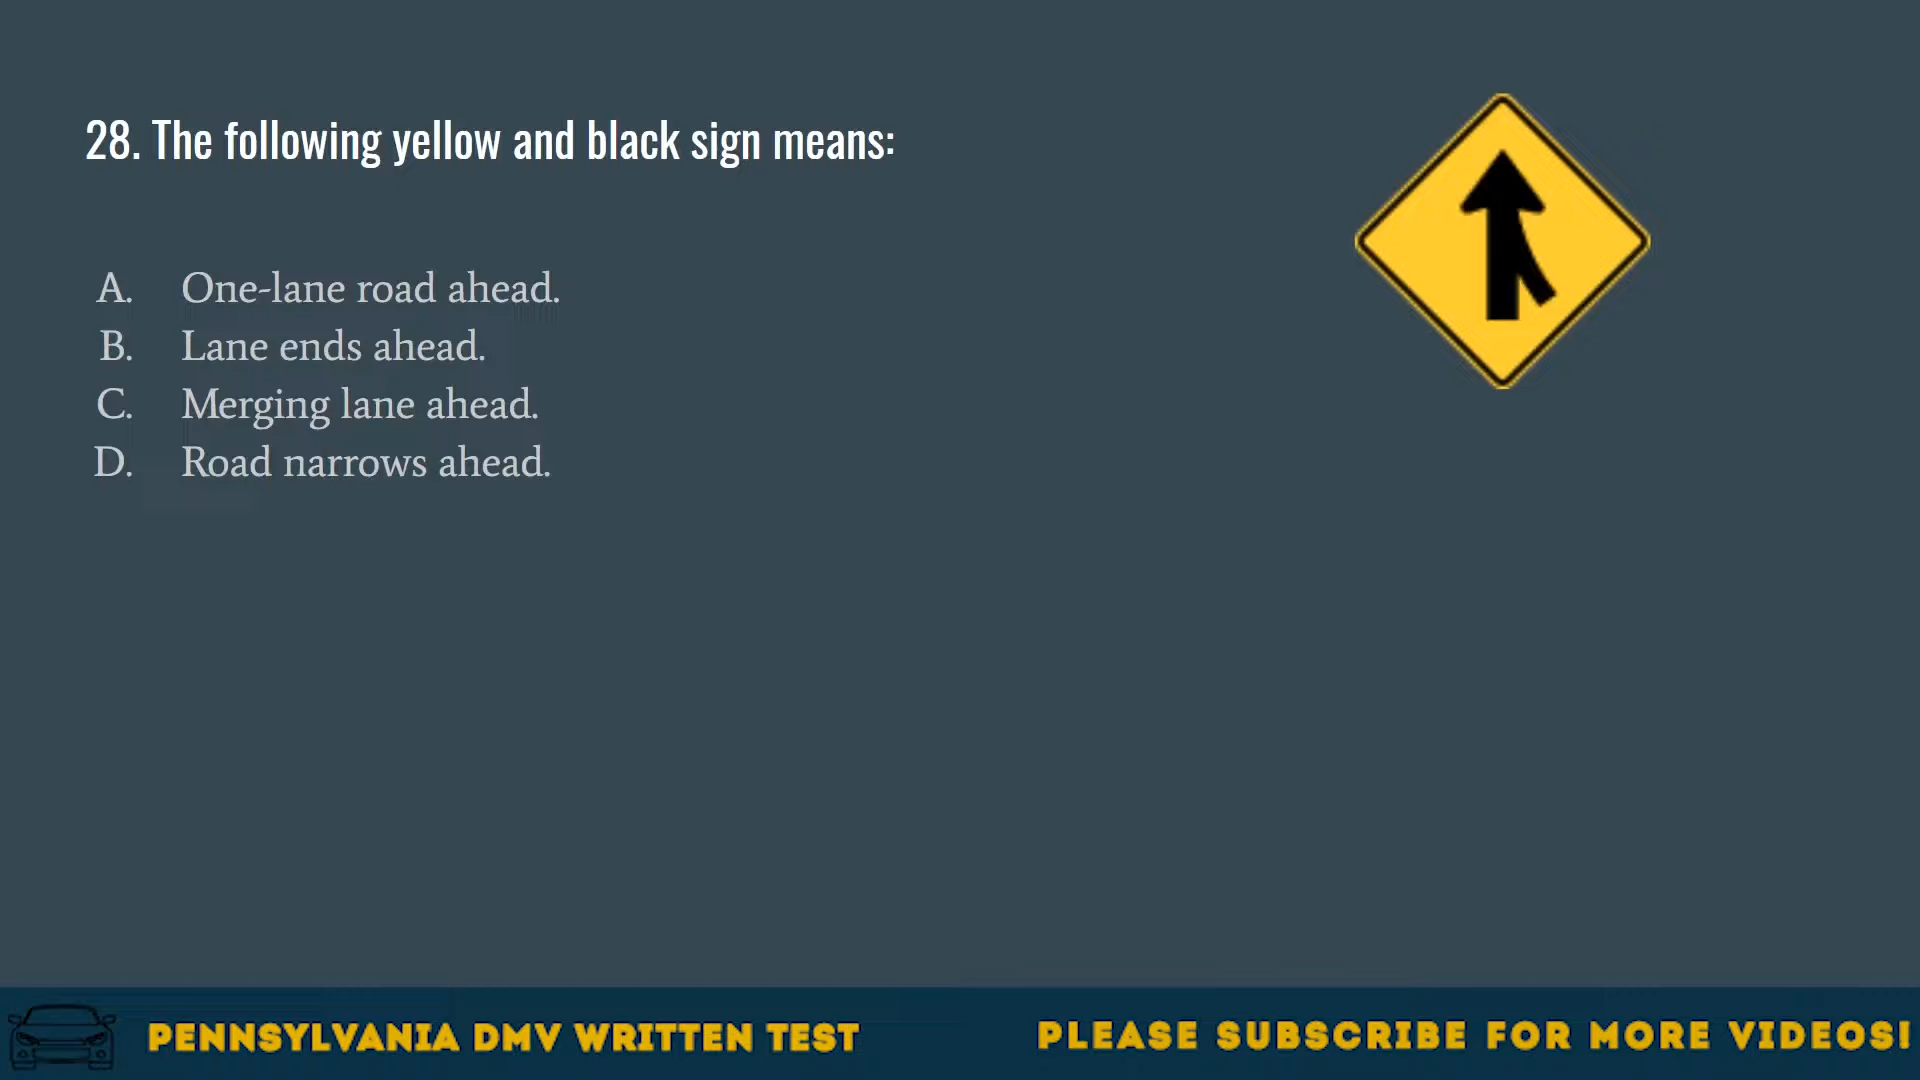 28. The following yellow and black sign means:
A. One-lane road ahead.
B. Lane ends ahead.
C. Merging lane ahead.
D. Road narrows ahead.
PENNSYLVANIA DMV WRITTEN TEST
PLEASE SUBSCRIBE FOR MORE VIDEOS!